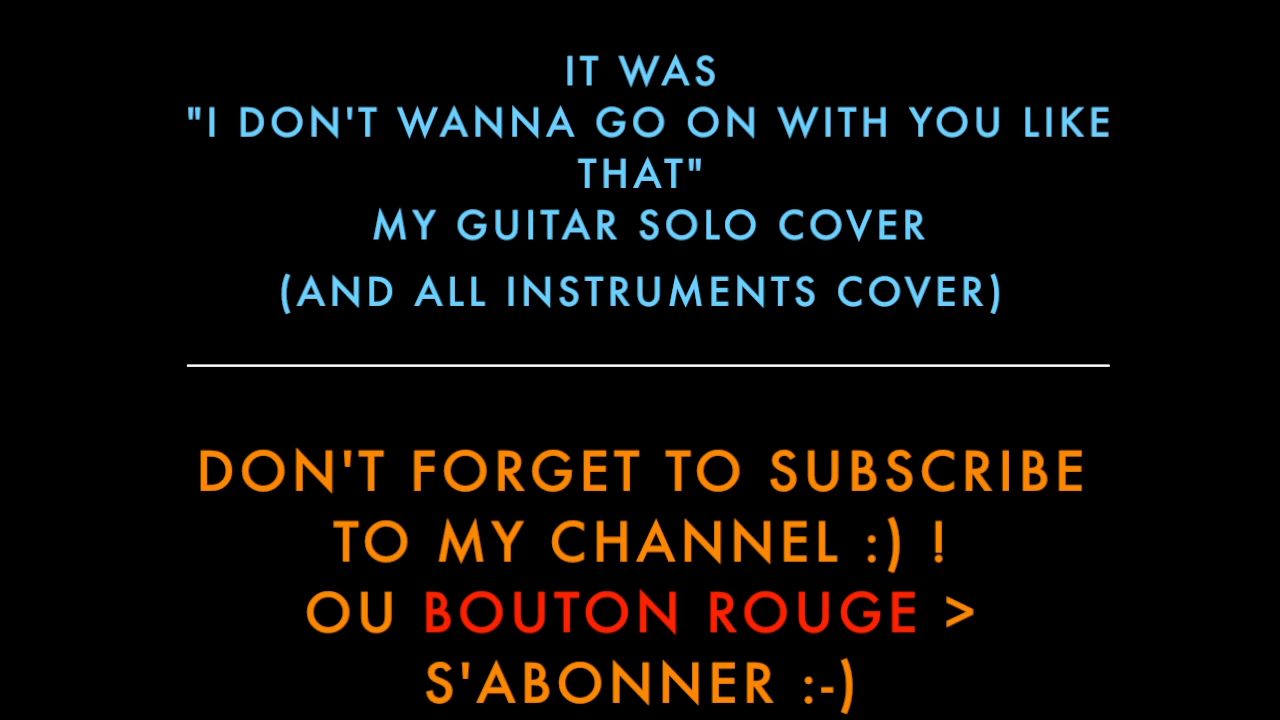 IT WAS
"I DON'T WANNA GO ON WITH YOU LIKE
THAT"
MY GUITAR SOLO COVER
(AND ALL INSTRUMENTS COVER)
DON'T FORGET TO SUBSCRIBE
TO MY CHANNEL :) !
OU BOUTON ROUGE >
S'ABONNER :-)